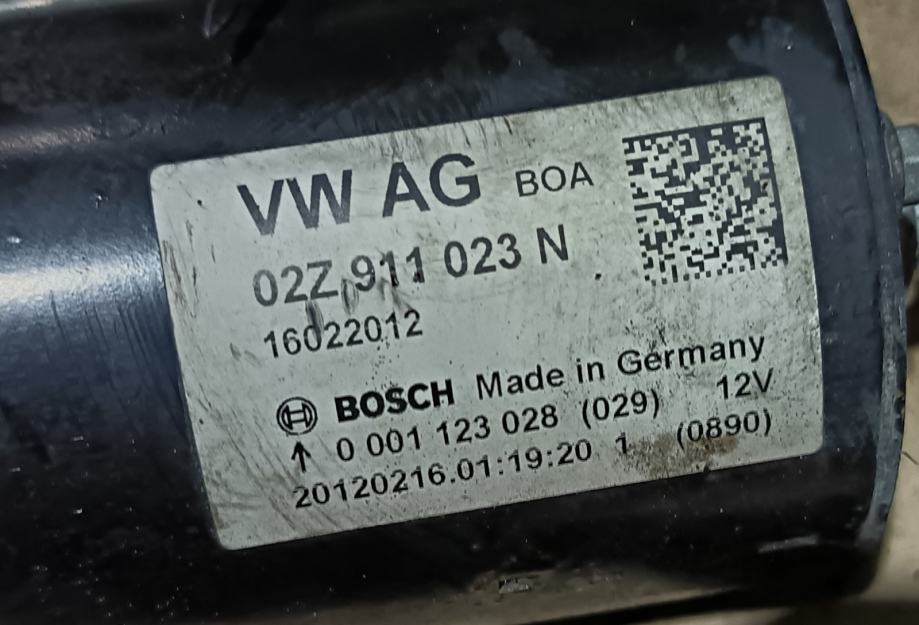 VW AG BOA
02Z 911 023 N
16022012
BOSCH Made in Germany
↑ 0 001 123 028 (029) 12V
20120216.01:19:20 1 (0890)